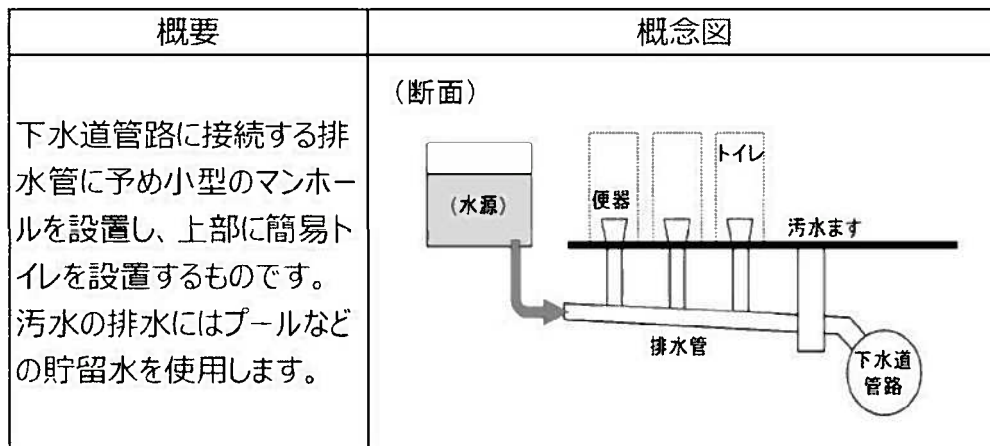 概要
概念図
下水道管路に接続する排
水管に予め小型のマンホー
ルを設置し、上部に簡易ト
イレを設置するものです。
汚水の排水にはプールなど
の貯留水を使用します。
（断面）
（水源）
便器
トイレ
汚水ます
排水管
下水道
管路